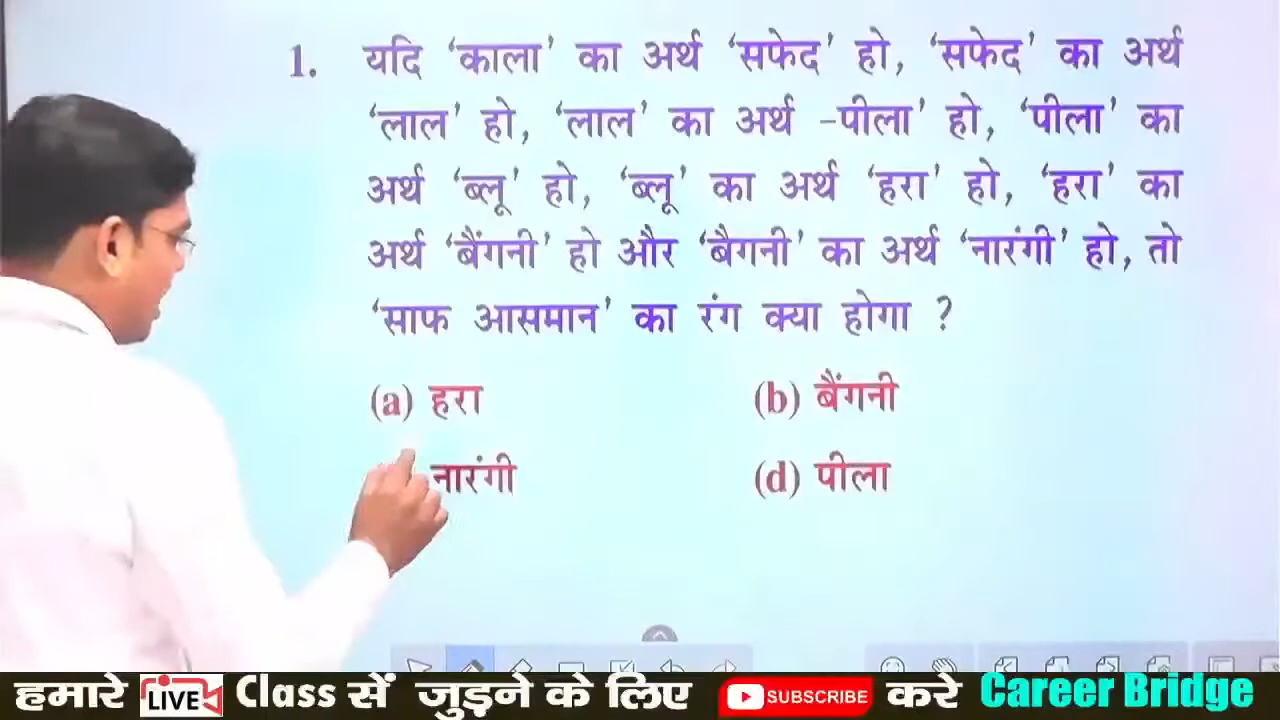 1. यदि ‘काला’ का अर्थ ‘सफेद’ हो, ‘सफेद’ का अर्थ
‘लाल’ हो, ‘लाल’ का अर्थ -पीला’ हो, ‘पीला’ का
अर्थ ‘ब्लू’ हो, ‘ब्लू’ का अर्थ ‘हरा’ हो, ‘हरा’ का
अर्थ ‘बैंगनी’ हो और ‘बैगनी’ का अर्थ ‘नारंगी’ हो, तो
‘साफ आसमान’ का रंग क्या होगा ?
(a) हरा (b) बैंगनी
नारंगी (d) पीला
हमारे LIVE Class सें जुड़ने के लिए SUBSCRIBE करे Career Bridge